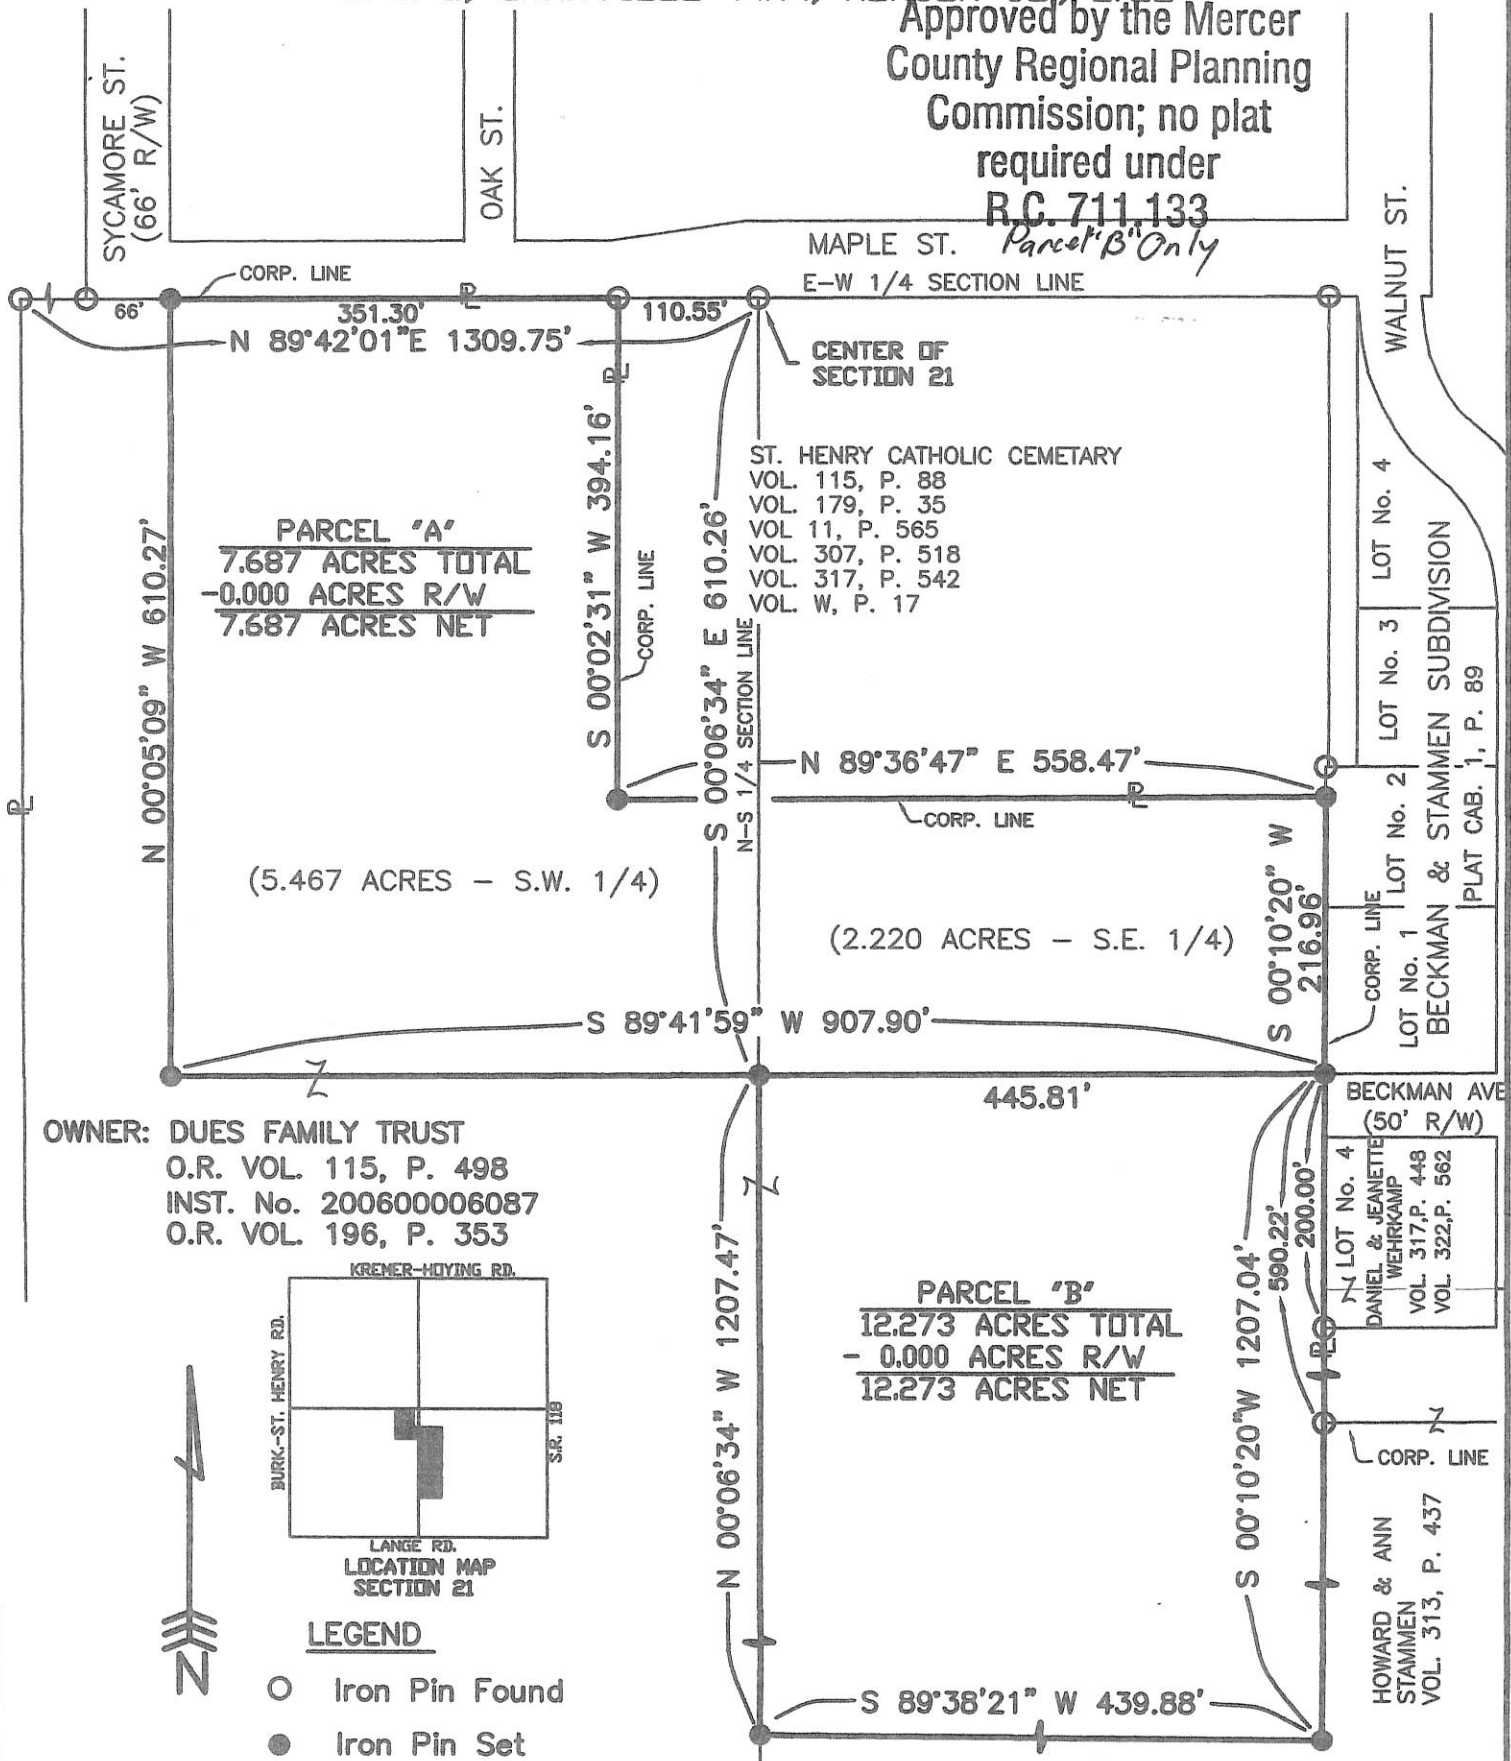 Approved by the Mercer
County Regional Planning
Commission; no plat
required under
R.C. 711.133
Parcel "B" Only
SYCAMORE ST.
(66' R/W)
OAK ST.
MAPLE ST.
WALNUT ST.
CORP. LINE
E-W 1/4 SECTION LINE
66'
351.30'
110.55'
N 89°42'01"E 1309.75'
CENTER OF
SECTION 21
ST. HENRY CATHOLIC CEMETARY
VOL. 115, P. 88
VOL. 179, P. 35
VOL 11, P. 565
VOL. 307, P. 518
VOL. 317, P. 542
VOL. W, P. 17
N 00°05'09" W 610.27'
PARCEL "A"
7.687 ACRES TOTAL
-0.000 ACRES R/W
7.687 ACRES NET
S 00°02'31" W 394.16'
CORP. LINE
S 00°06'34" E 610.26'
N-S 1/4 SECTION LINE
N 89°36'47" E 558.47'
CORP. LINE
LOT No. 4
LOT No. 3
LOT No. 2
LOT No. 1
BECKMAN & STAMMEN SUBDIVISION
PLAT CAB. 1, P. 89
(5.467 ACRES - S.W. 1/4)
(2.220 ACRES - S.E. 1/4)
S 00°10'20" W
216.96'
CORP. LINE
S 89°41'59" W 907.90'
445.81'
BECKMAN AVE
(50' R/W)
OWNER: DUES FAMILY TRUST
O.R. VOL. 115, P. 498
INST. No. 200600006087
O.R. VOL. 196, P. 353
LOT No. 4
DANIEL & JEANETTE
WEHRKAMP
VOL. 317,P. 448
VOL. 322,P. 562
200.00'
590.22'
S 00°10'20"W 1207.04'
N 00°06'34" W 1207.47'
PARCEL "B"
12.273 ACRES TOTAL
- 0.000 ACRES R/W
12.273 ACRES NET
KREMER-HOYING RD.
BURK.-ST. HENRY RD.
S.R. 118
LANGE RD.
LOCATION MAP
SECTION 21
CORP. LINE
HOWARD & ANN
STAMMEN
VOL. 313, P. 437
N
LEGEND
Iron Pin Found
Iron Pin Set
S 89°38'21" W 439.88'